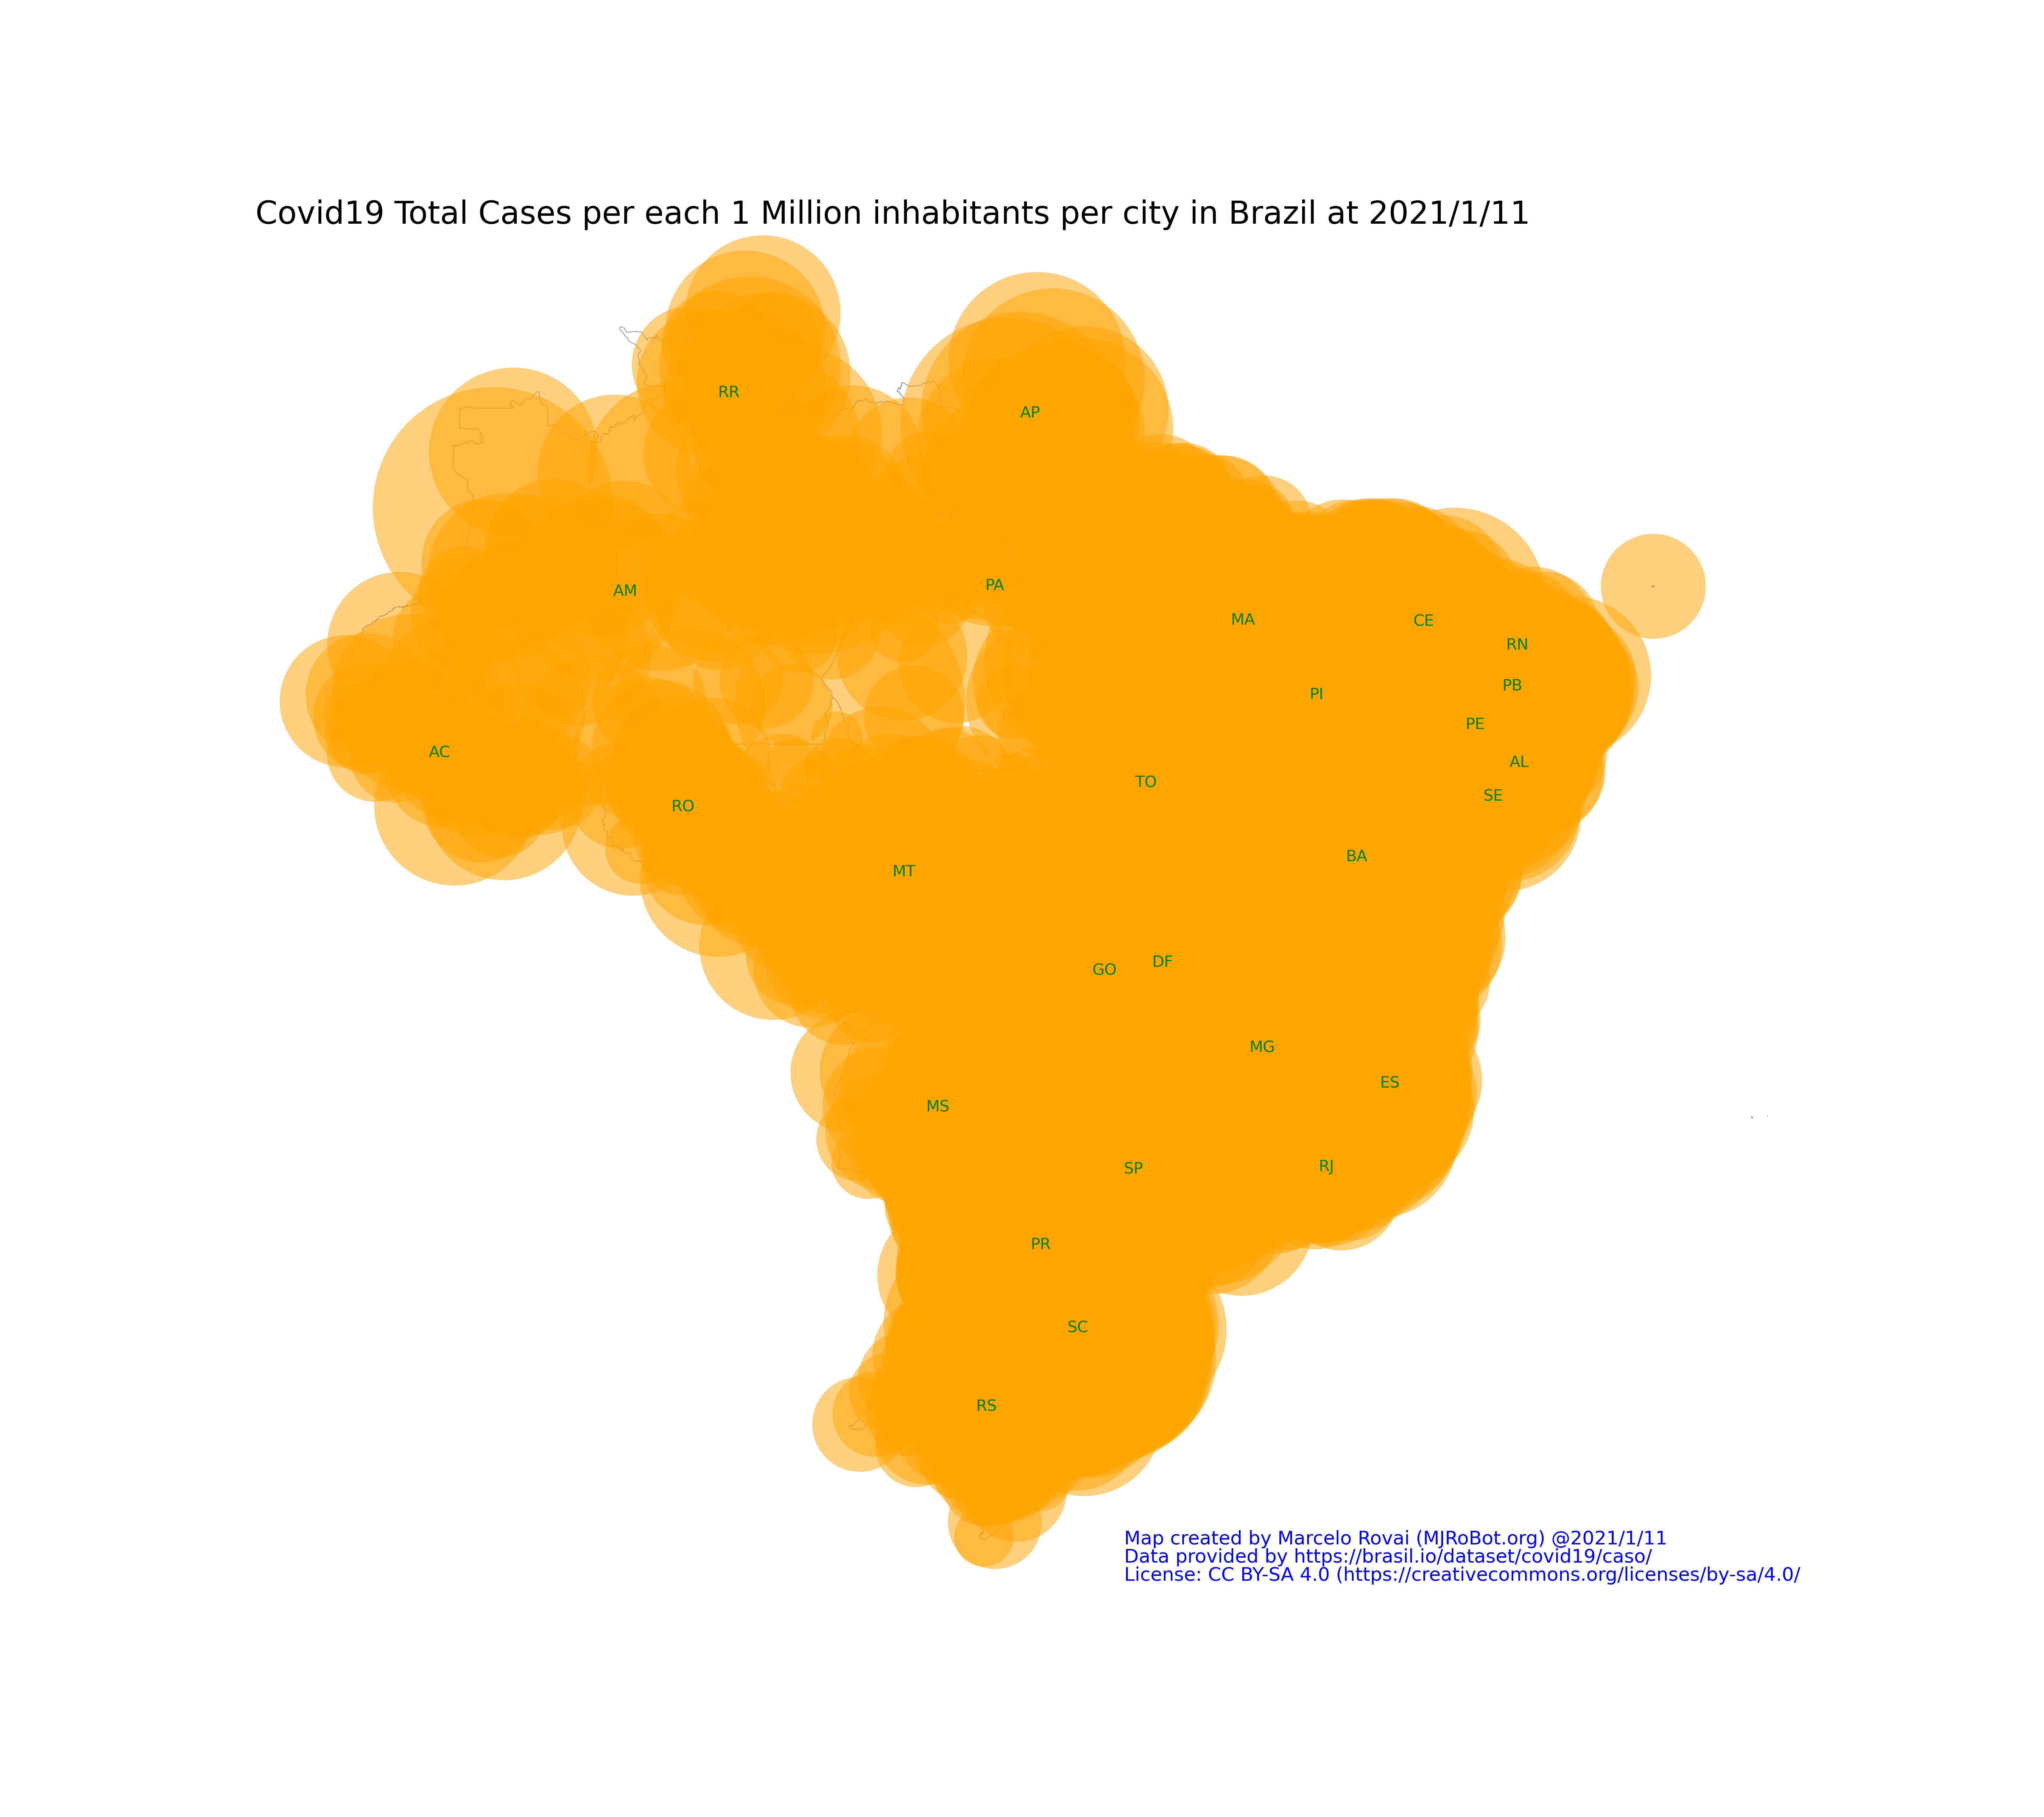 Covid19 Total Cases per each 1 Million inhabitants per city in Brazil at 2021/1/11
RR
AP
AM
PA
MA
CE
RN
PB
PI
PE
AC
AL
TO
SE
RO
BA
MT
DF
GO
MG
ES
MS
RJ
SP
PR
SC
RS
Map created by Marcelo Rovai (MJRoBot.org) @2021/1/11
Data provided by https://brasil.io/dataset/covid19/caso/
License: CC BY-SA 4.0 (https://creativecommons.org/licenses/by-sa/4.0/